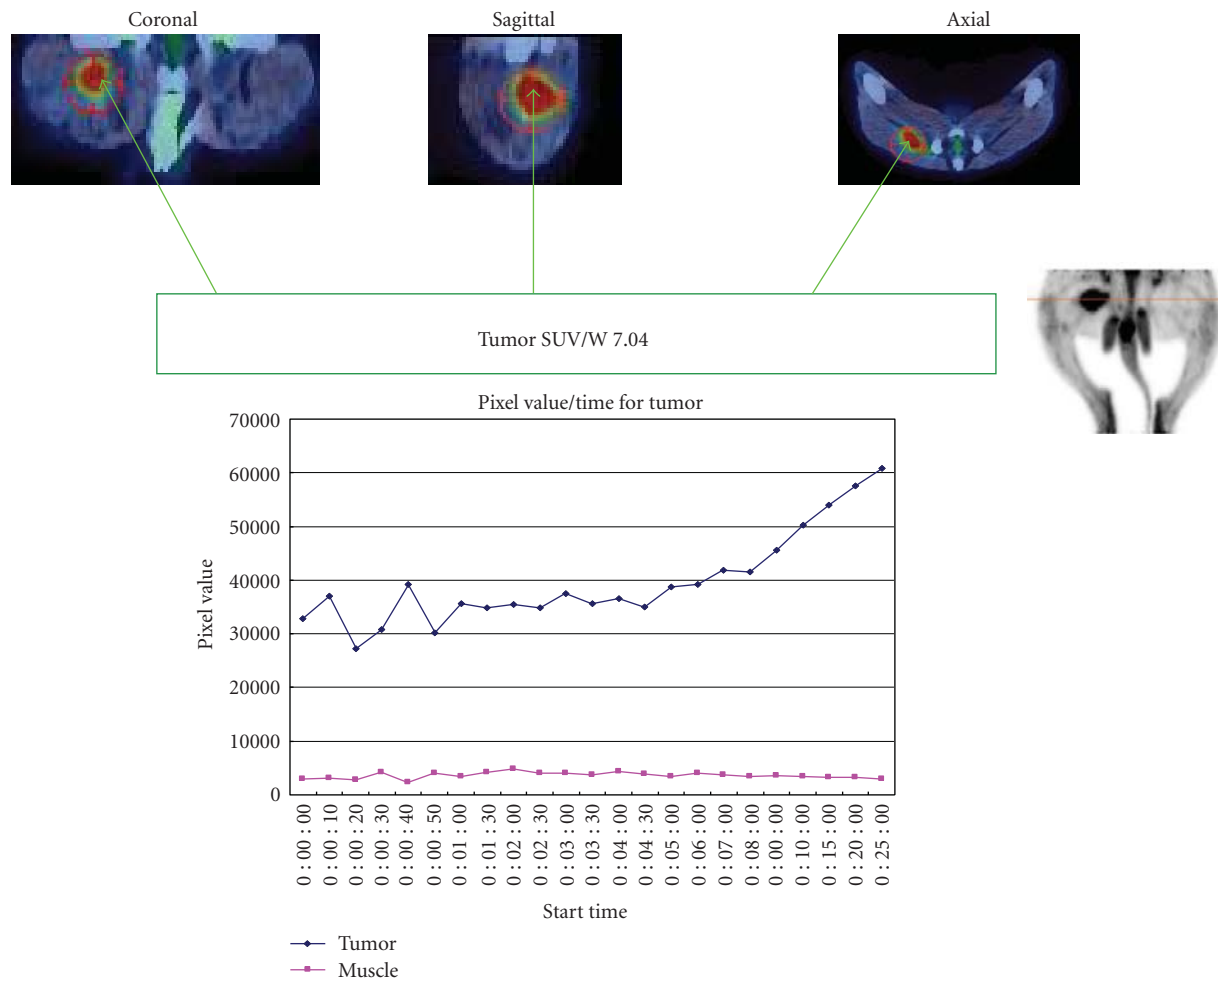 Coronal
Sagittal
Axial
Tumor SUV/W 7.04
Pixel value/time for tumor
70000
60000
50000
40000
30000
20000
10000
0
Pixel value
0 : 00 : 00
0 : 00 : 10
0 : 00 : 20
0 : 00 : 30
0 : 00 : 40
0 : 00 : 50
0 : 01 : 00
0 : 01 : 30
0 : 02 : 00
0 : 02 : 30
0 : 03 : 00
0 : 03 : 30
0 : 04 : 00
0 : 04 : 30
0 : 05 : 00
0 : 06 : 00
0 : 07 : 00
0 : 08 : 00
0 : 00 : 00
0 : 10 : 00
0 : 15 : 00
0 : 20 : 00
0 : 25 : 00
Start time
Tumor
Muscle